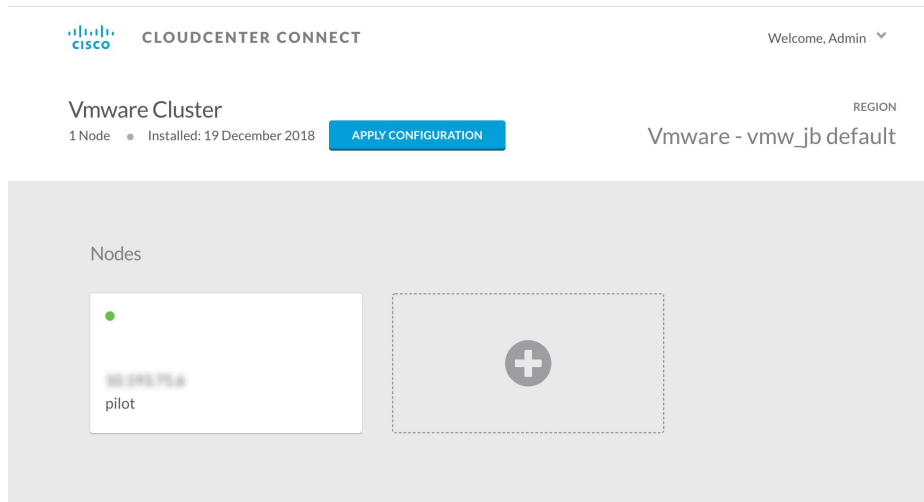 CISCO
CLOUDCENTER CONNECT
Welcome, Admin
Vmware Cluster
1 Node
Installed: 19 December 2018
APPLY CONFIGURATION
REGION
Vmware - vmw_jb default
Nodes
pilot